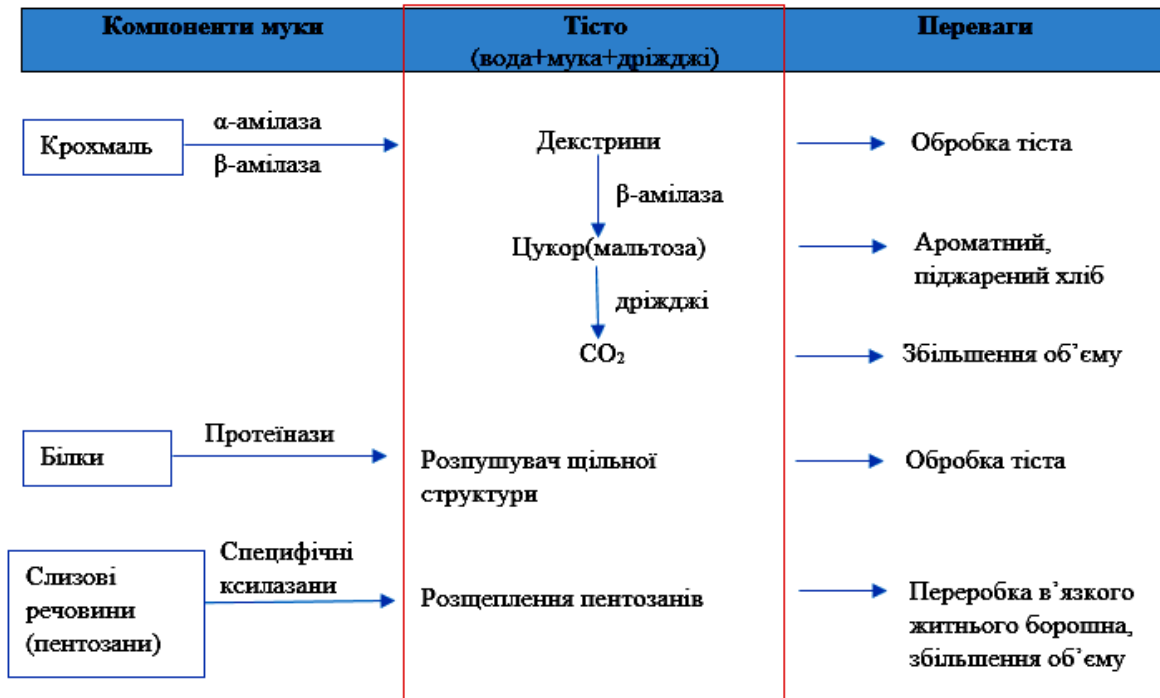 Компоненти муки
Тісто
(вода+мука+дріжджі)
Переваги
Крохмаль
α-амілаза
β-амілаза
Декстрини
Обробка тіста
β-амілаза
Цукор(мальтоза)
Ароматний,
піджарений хліб
дріжджі
CO₂
Збільшення об’єму
Білки
Протеїнази
Розпушувач щільної
структури
Обробка тіста
Слизові
речовини
(пентозани)
Специфічні
ксилазани
Розщеплення пентозанів
Переробка в’язкого
житнього борошна,
збільшення об’єму